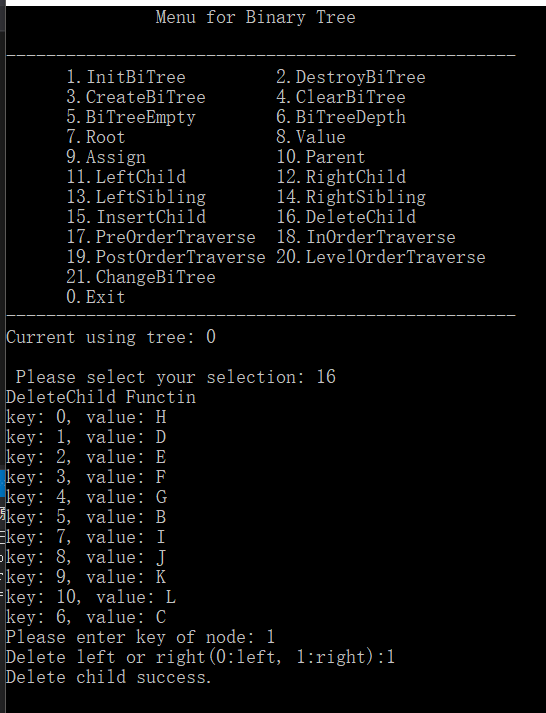 Menu for Binary Tree
---------------------------------------------------
1.InitBiTree 2.DestroyBiTree
3.CreateBiTree 4.ClearBiTree
5.BiTreeEmpty 6.BiTreeDepth
7.Root 8.Value
9.Assign 10.Parent
11.LeftChild 12.RightChild
13.LeftSibling 14.RightSibling
15.InsertChild 16.DeleteChild
17.PreOrderTraverse 18.InOrderTraverse
19.PostOrderTraverse 20.LevelOrderTraverse
21.ChangeBiTree
0.Exit
---------------------------------------------------
Current using tree: 0
Please select your selection: 16
DeleteChild Functin
key: 0, value: H
key: 1, value: D
key: 2, value: E
key: 3, value: F
key: 4, value: G
key: 5, value: B
key: 7, value: I
key: 8, value: J
key: 9, value: K
key: 10, value: L
key: 6, value: C
Please enter key of node: 1
Delete left or right(0:left, 1:right):1
Delete child success.